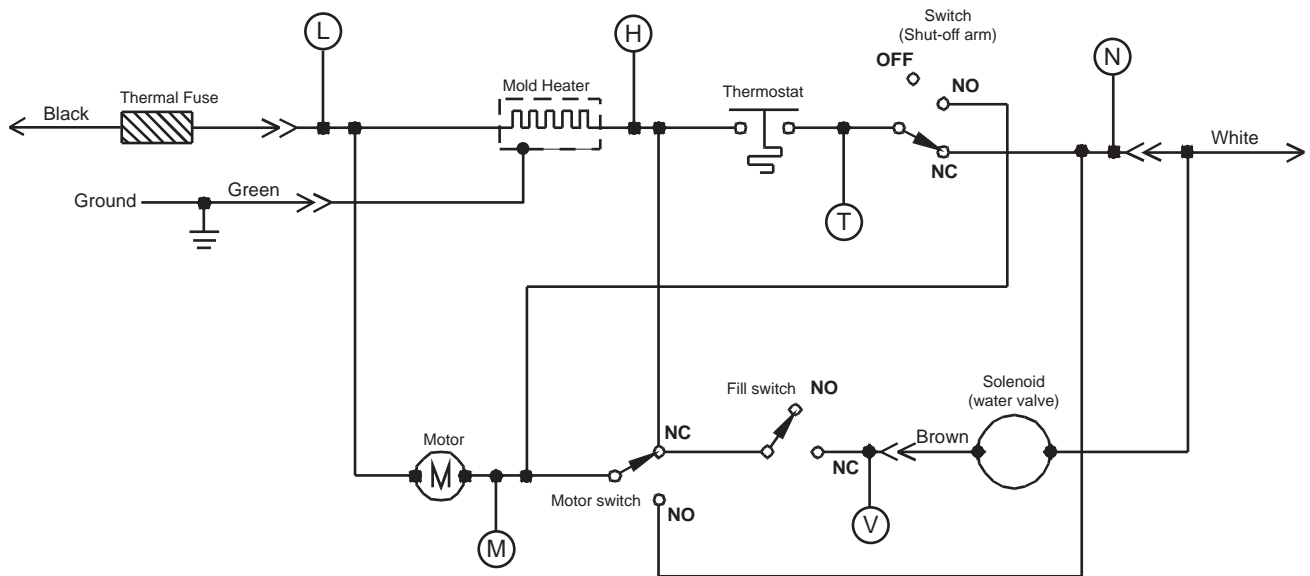 L
H
Switch
(Shut-off arm)
N
OFF
NO
Thermal Fuse
Mold Heater
Thermostat
Black
White
NC
Green
Ground
T
Fill switch
NO
Solenoid
(water valve)
Motor
NC
Brown
M
NC
Motor switch
NO
V
M